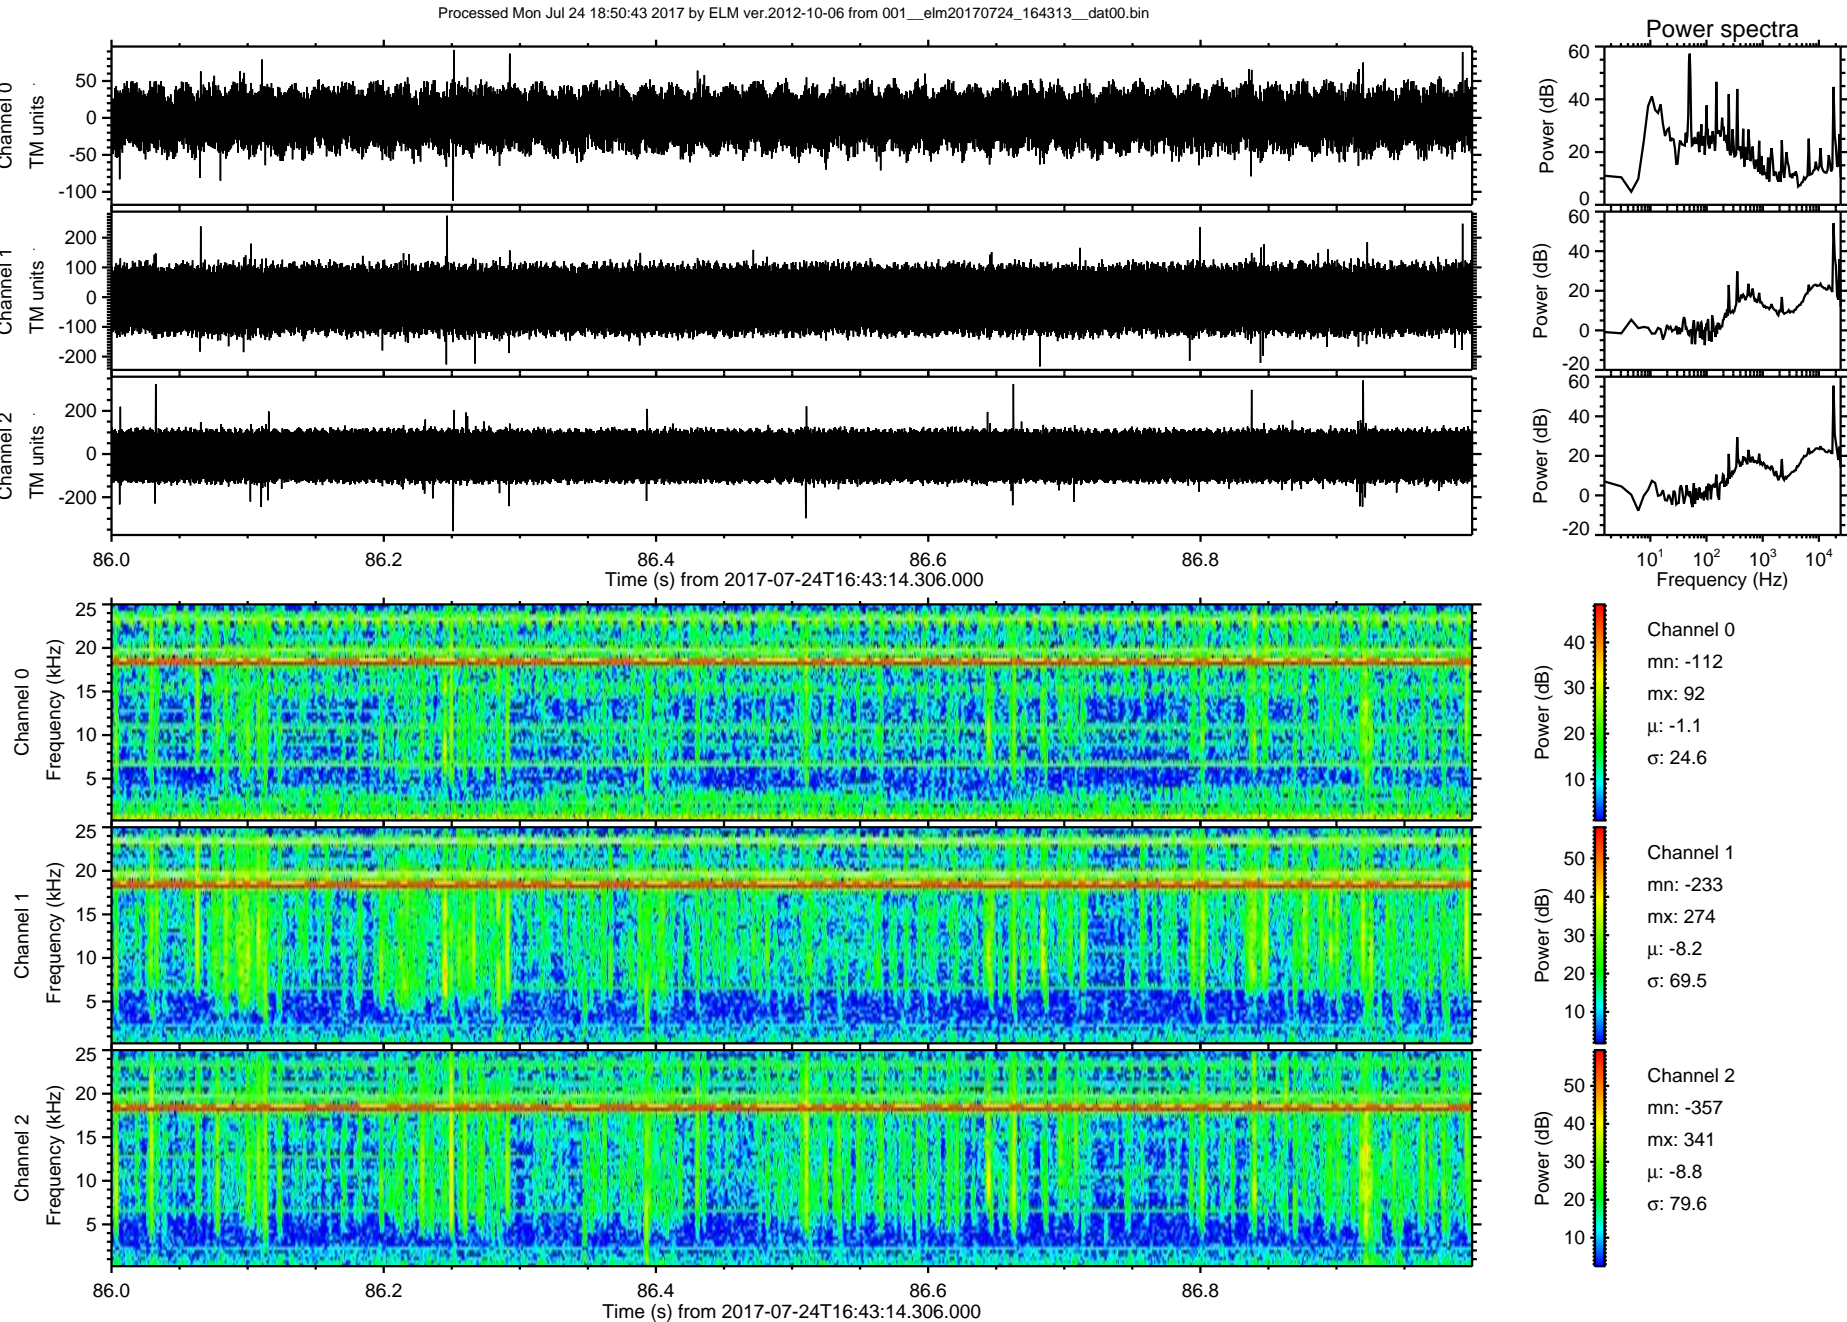 Processed Mon Jul 24 18:50:43 2017 by ELM ver.2012-10-06 from 001__elm20170724_164313__dat00.bin
Power spectra
Channel 0
TM units
50
0
-50
-100
Power (dB)
60
40
20
0
Channel 1
TM units
200
100
0
-100
-200
Power (dB)
60
40
20
0
-20
Channel 2
TM units
200
0
-200
Power (dB)
60
40
20
0
-20
86.0 86.2 86.4 86.6 86.8
Time (s) from 2017-07-24T16:43:14.306.000
10¹ 10² 10³ 10⁴
Frequency (Hz)
Channel 0
Frequency (kHz)
25
20
15
10
5
Power (dB)
40
30
20
10
Channel 0
mn: -112
mx: 92
μ: -1.1
σ: 24.6
Channel 1
Frequency (kHz)
25
20
15
10
5
Power (dB)
50
40
30
20
10
Channel 1
mn: -233
mx: 274
μ: -8.2
σ: 69.5
Channel 2
Frequency (kHz)
25
20
15
10
5
Power (dB)
50
40
30
20
10
Channel 2
mn: -357
mx: 341
μ: -8.8
σ: 79.6
86.0 86.2 86.4 86.6 86.8
Time (s) from 2017-07-24T16:43:14.306.000